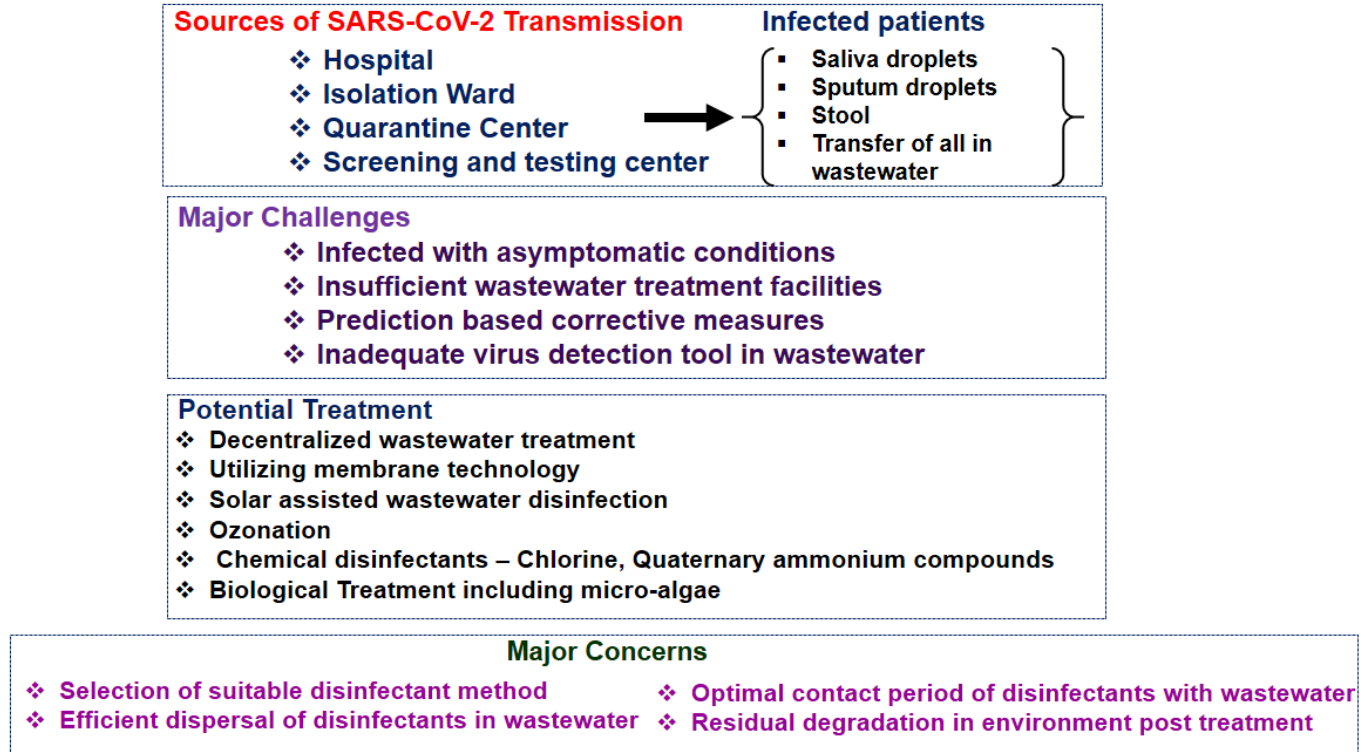 Sources of SARS-CoV-2 Transmission
❖ Hospital
❖ Isolation Ward
❖ Quarantine Center
❖ Screening and testing center
Infected patients
▪ Saliva droplets
▪ Sputum droplets
▪ Stool
▪ Transfer of all in
wastewater
Major Challenges
❖ Infected with asymptomatic conditions
❖ Insufficient wastewater treatment facilities
❖ Prediction based corrective measures
❖ Inadequate virus detection tool in wastewater
Potential Treatment
❖ Decentralized wastewater treatment
❖ Utilizing membrane technology
❖ Solar assisted wastewater disinfection
❖ Ozonation
❖ Chemical disinfectants – Chlorine, Quaternary ammonium compounds
❖ Biological Treatment including micro-algae
Major Concerns
❖ Selection of suitable disinfectant method
❖ Efficient dispersal of disinfectants in wastewater
❖ Optimal contact period of disinfectants with wastewater
❖ Residual degradation in environment post treatment